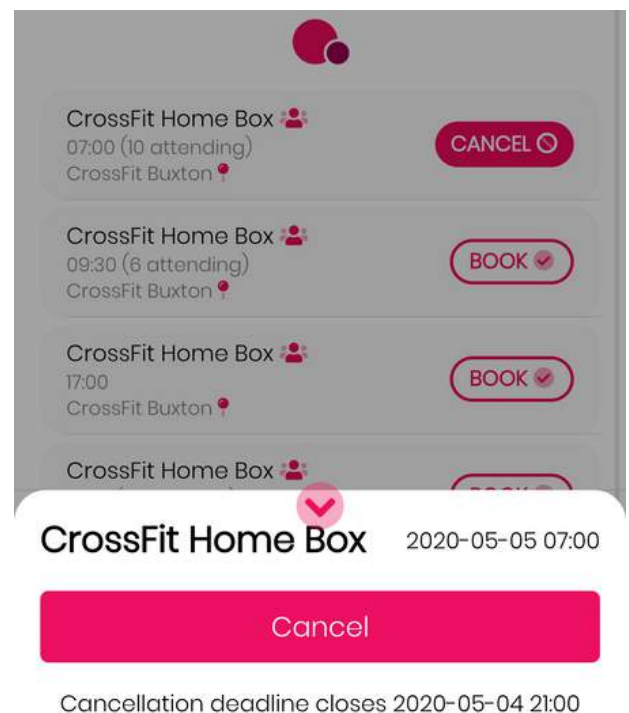 CrossFit Home Box
07:00 (10 attending)
CrossFit Buxton
CANCEL
CrossFit Home Box
09:30 (6 attending)
CrossFit Buxton
BOOK
CrossFit Home Box
17:00
CrossFit Buxton
BOOK
CrossFit Home Box
BOOK
CrossFit Home Box 2020-05-05 07:00
Cancel
Cancellation deadline closes 2020-05-04 21:00